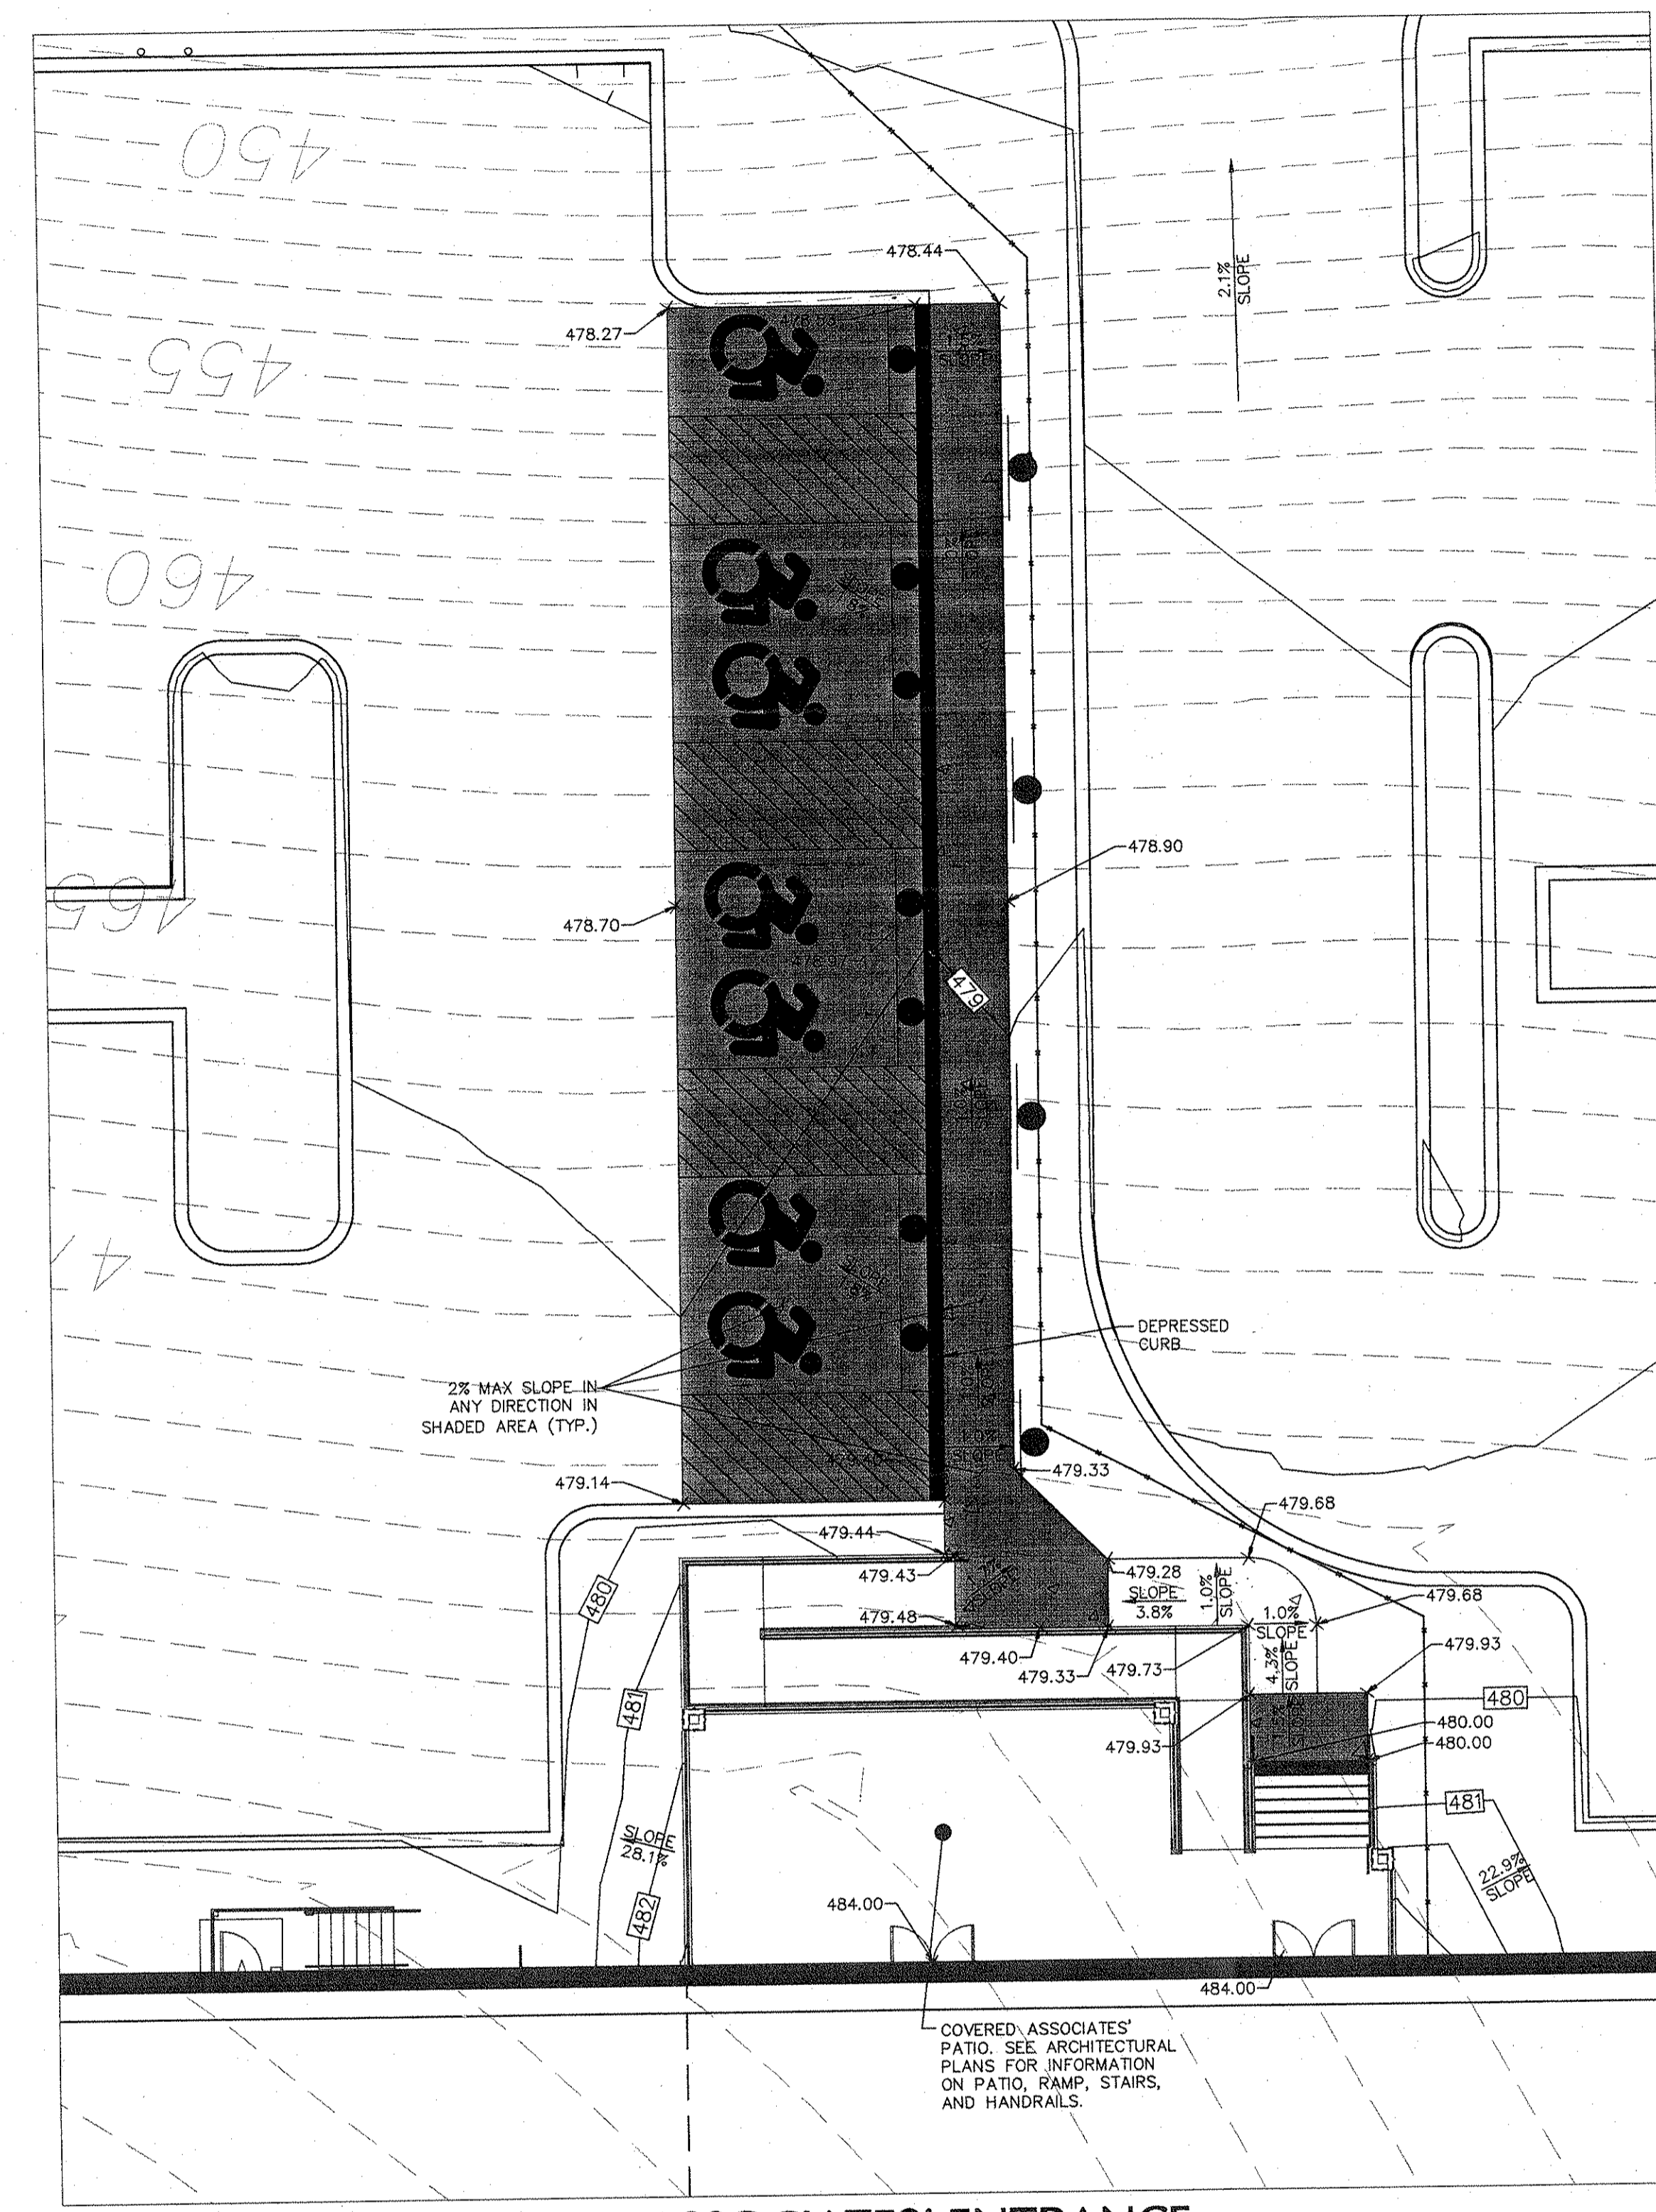 450
478.44
2.1%
SLOPE
478.27
455
460
478.90
465
478.70
479
DEPRESSED
CURB
2% MAX SLOPE IN
ANY DIRECTION IN
SHADED AREA (TYP.)
479.14
479.33
479.68
479.44
479.43
479.28
SLOPE
3.8%
1.0%
SLOPE
480
479.48
1.0%
SLOPE
479.68
479.40
479.33
479.73
4.3%
SLOPE
479.93
481
480
479.93
480.00
480.00
481
SLOPE
28.1%
22.9%
SLOPE
482
484.00
484.00
COVERED ASSOCIATES'
PATIO. SEE ARCHITECTURAL
PLANS FOR INFORMATION
ON PATIO, RAMP, STAIRS,
AND HANDRAILS.
ENTRANCE